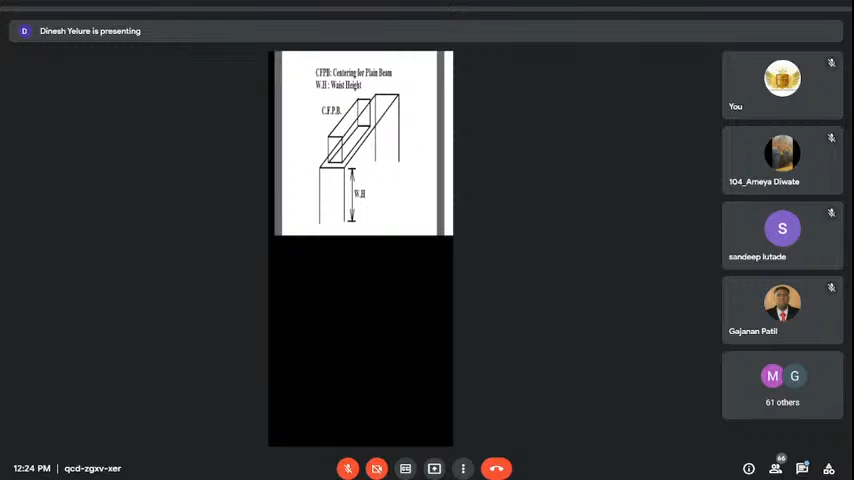 D Dinesh Yelure is presenting
CFPB: Centering for Plain Beam
W.H : Waist Height
C.F.P.B.
W.H
You
104_Ameya Diwate
S
sandeep lutade
Gajanan Patil
M G
61 others
12:24 PM | qcd-zgxv-xer
66